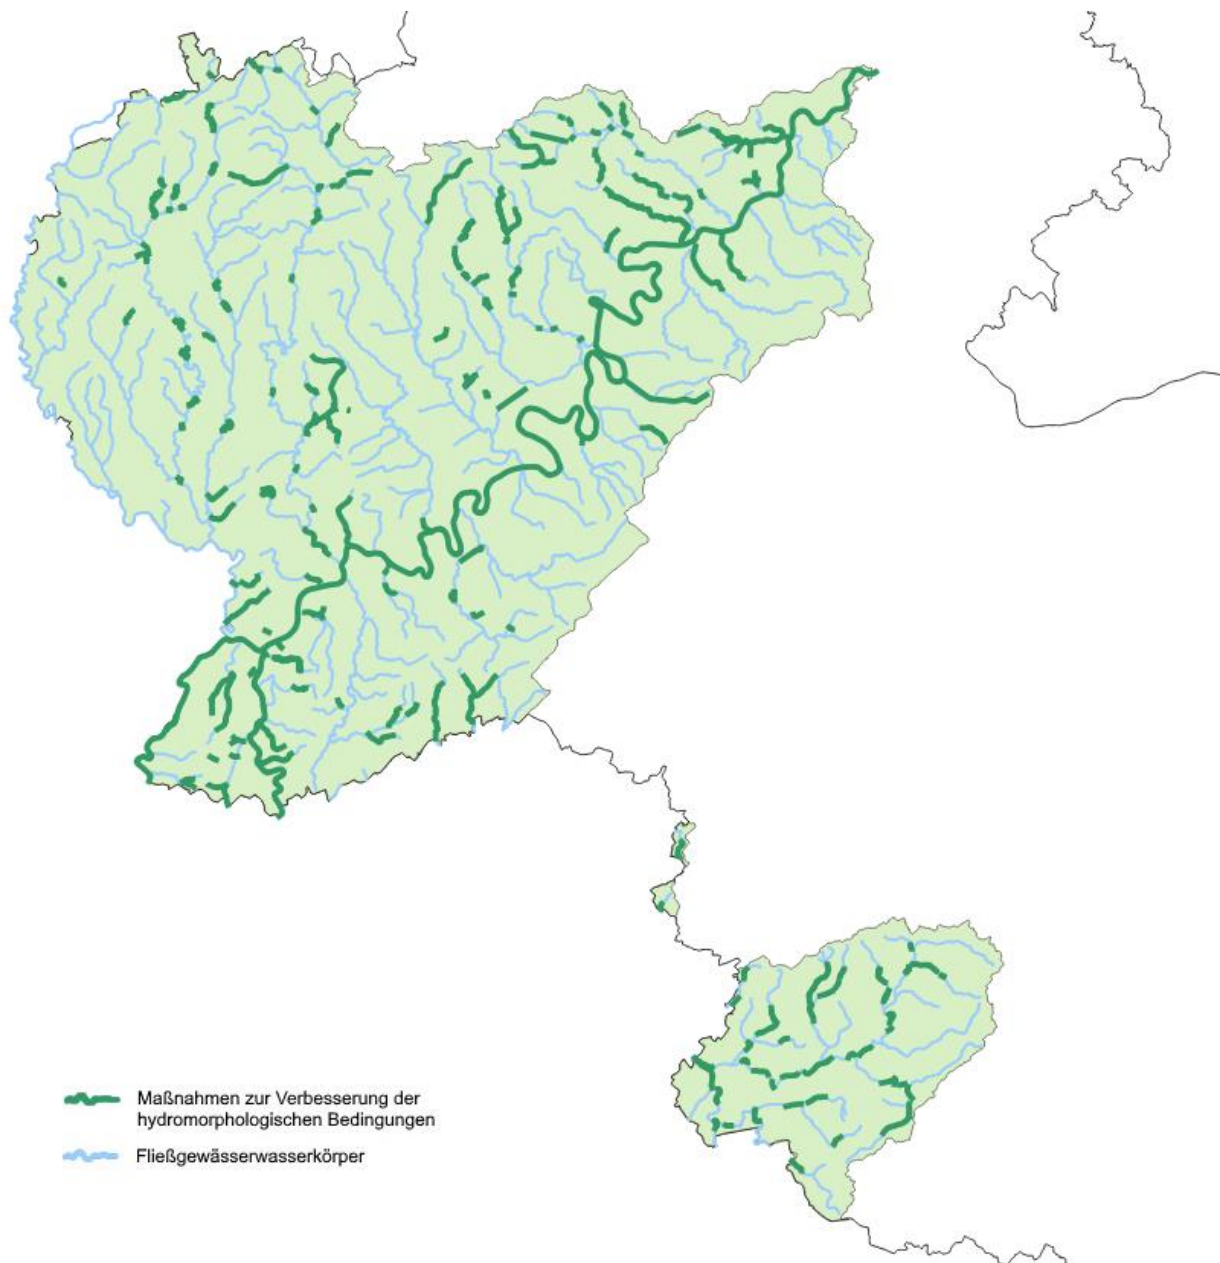 Maßnahmen zur Verbesserung der
hydromorphologischen Bedingungen
Fließgewässerwasserkörper